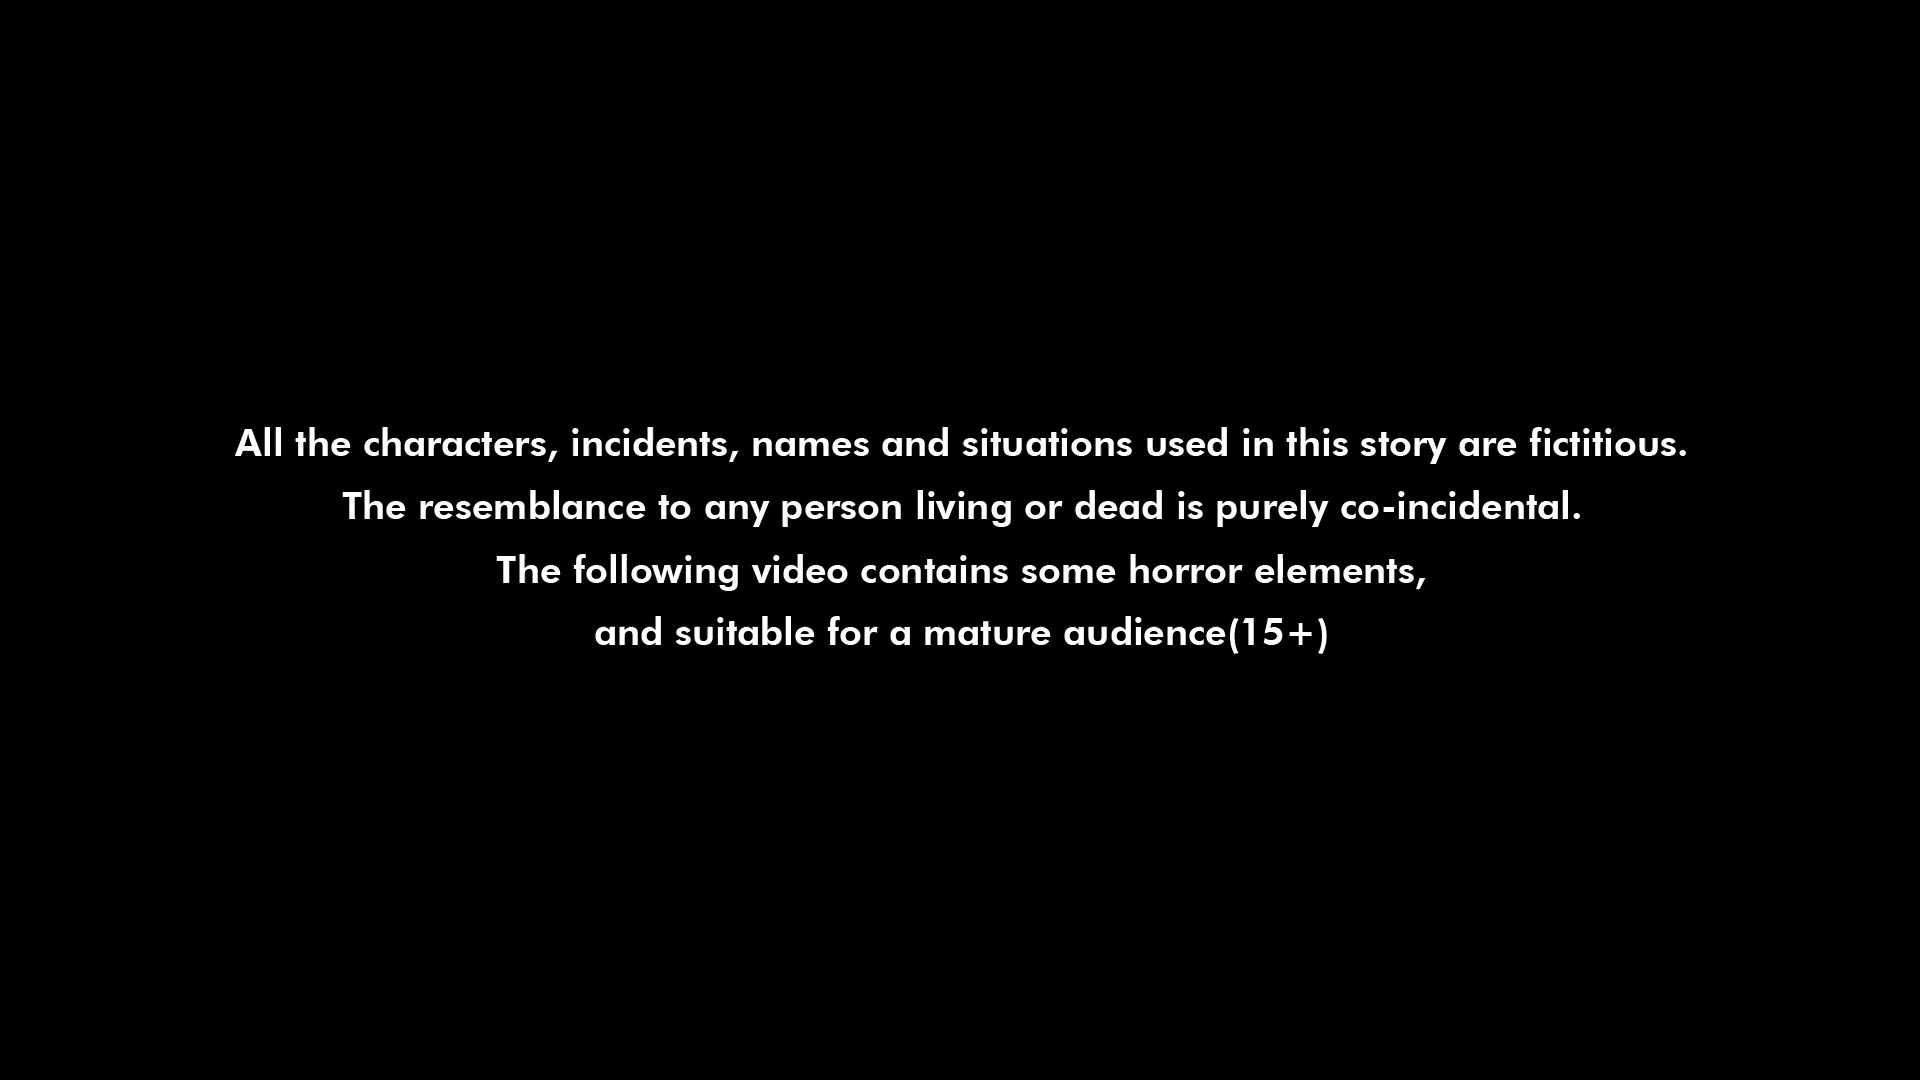 All the characters, incidents, names and situations used in this story are fictitious.
The resemblance to any person living or dead is purely co-incidental.
The following video contains some horror elements,
and suitable for a mature audience(15+)